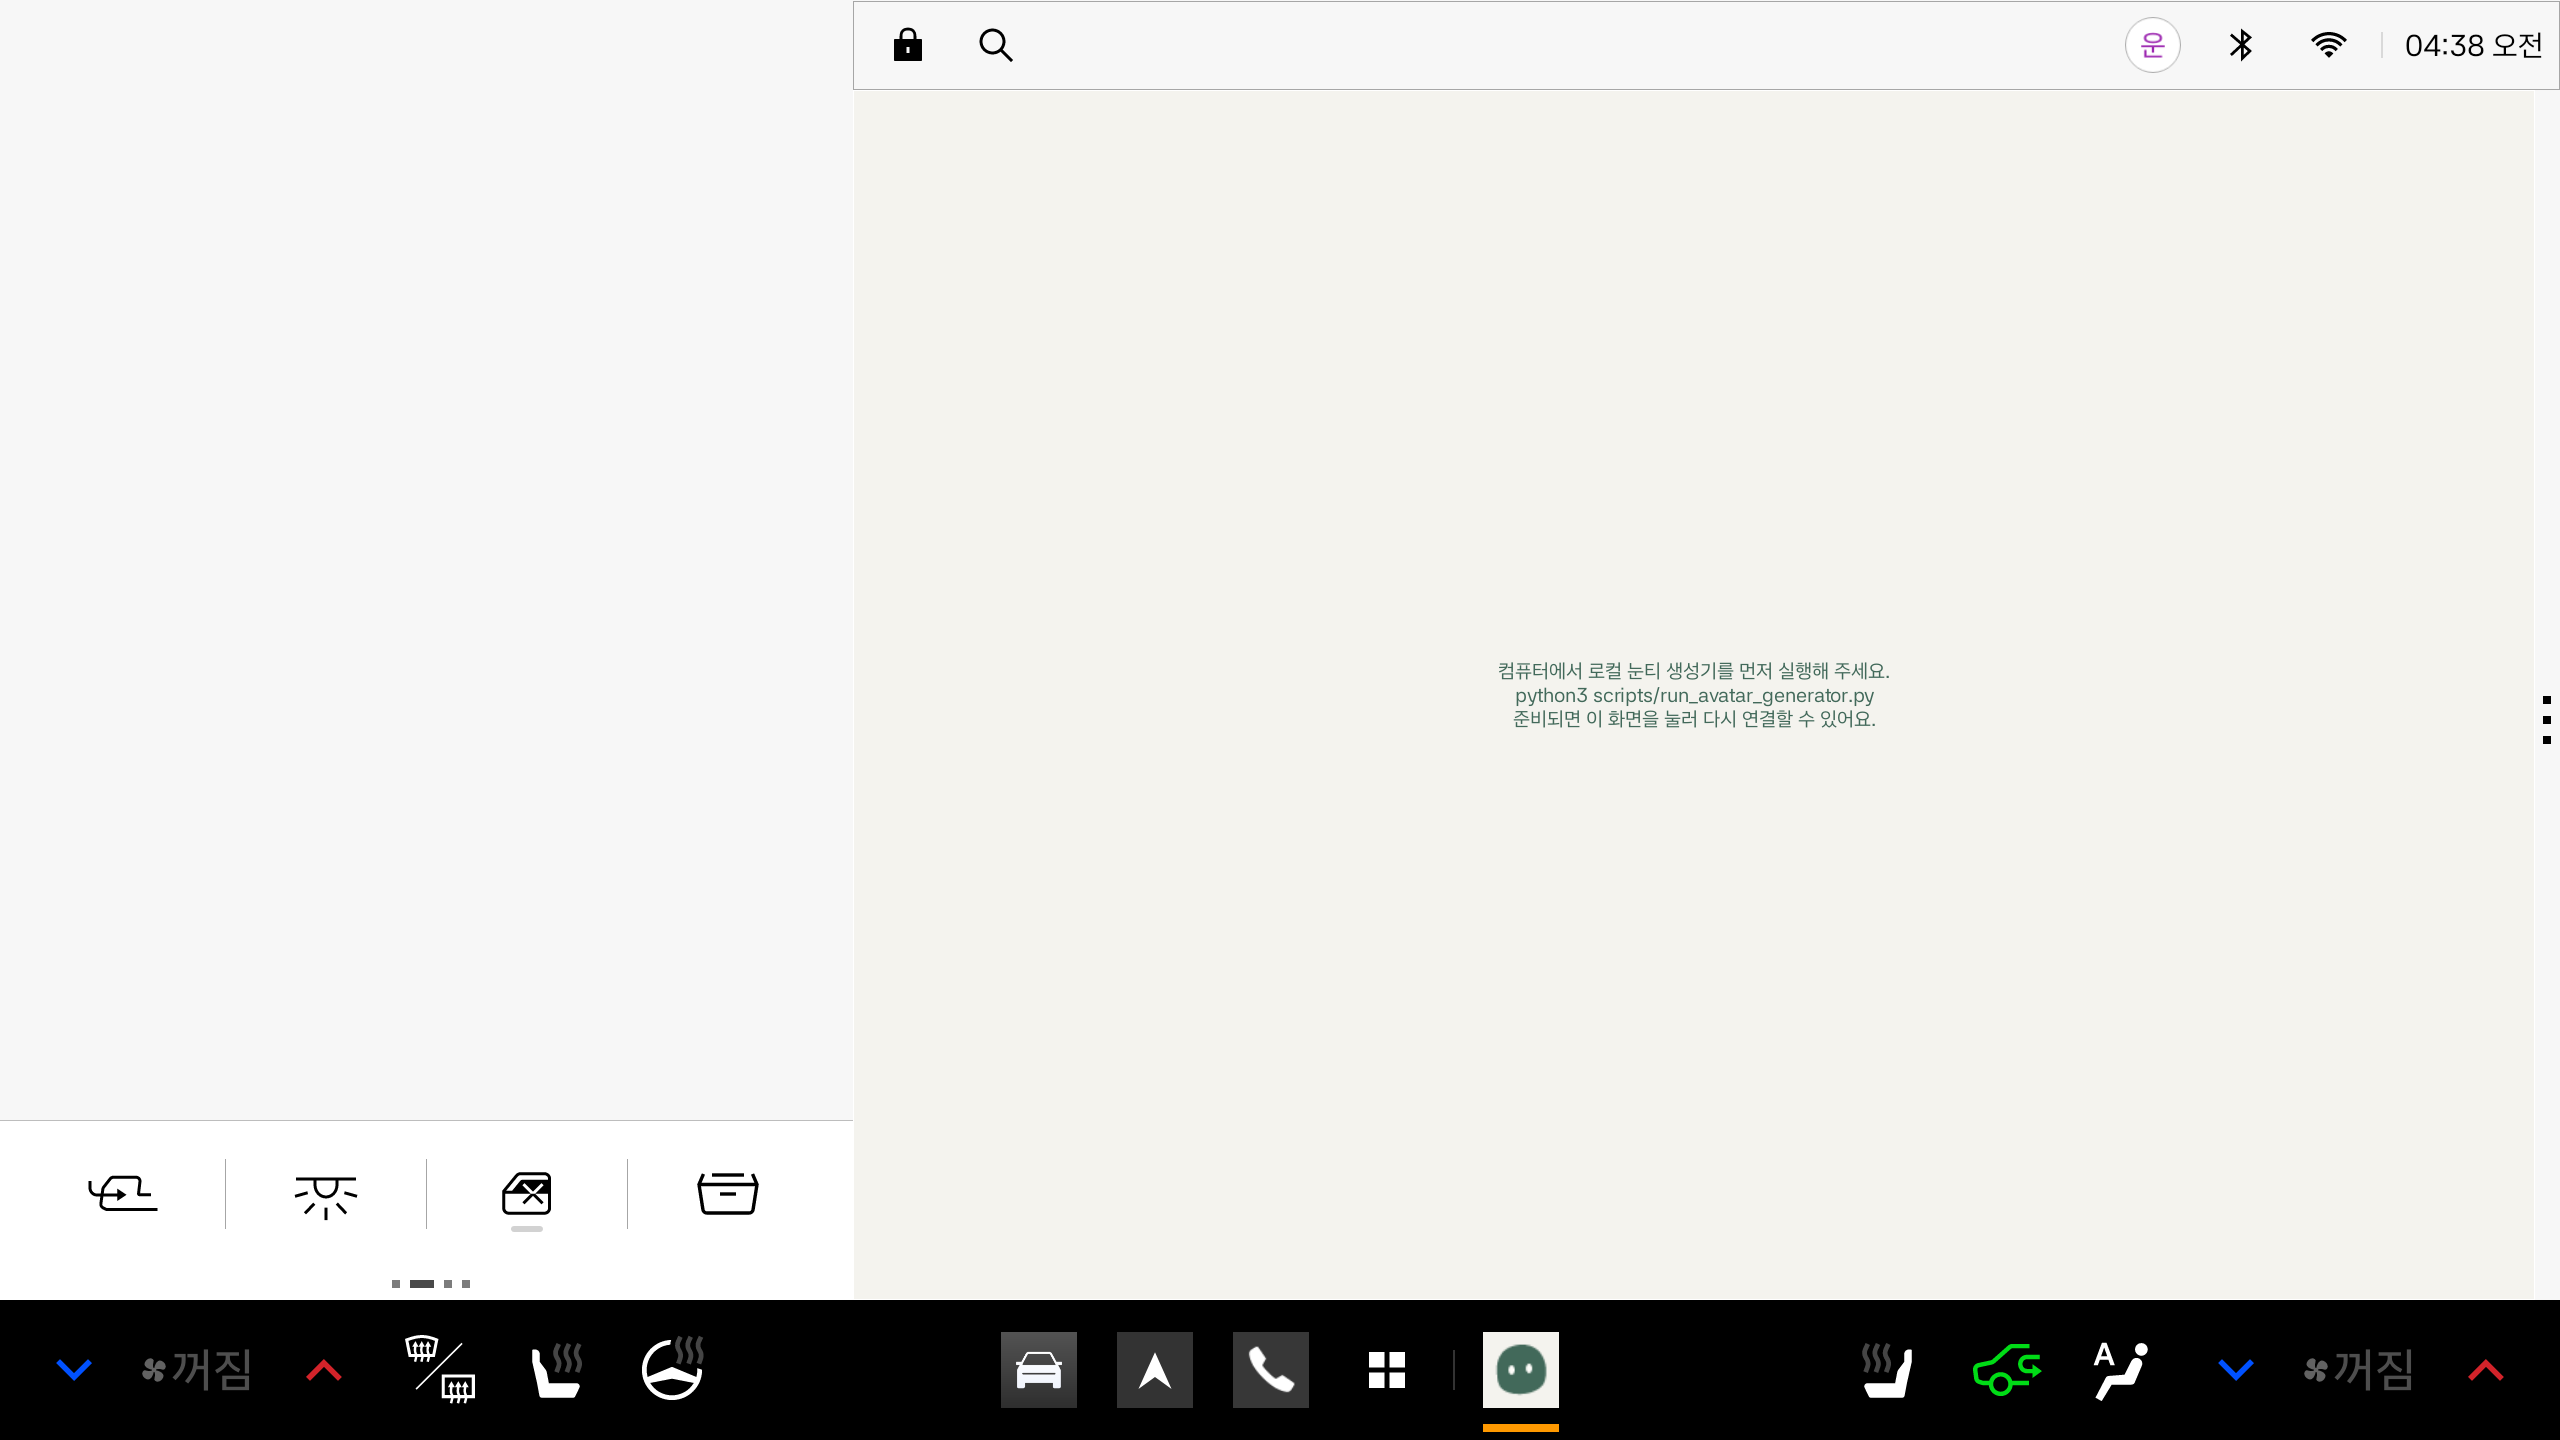 운
04:38 오전
컴퓨터에서 로컬 눈티 생성기를 먼저 실행해 주세요.
python3 scripts/run_avatar_generator.py
준비되면 이 화면을 눌러 다시 연결할 수 있어요.
꺼짐
A
꺼짐